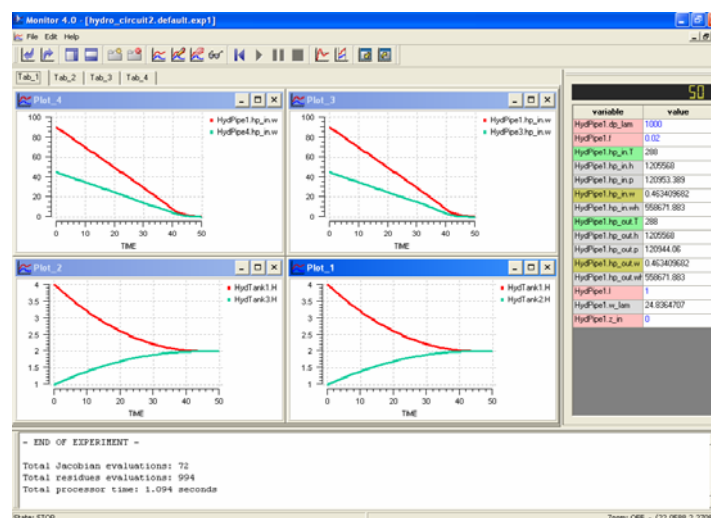 Monitor 4.0 - [hydro_circuit2.default.exp1]
File Edit Help
Tab_1 Tab_2 Tab_3 Tab_4
Plot_4
HydPipe1.hp_in.w
HydPipe4.hp_in.w
100
80
60
40
20
0
0 10 20 30 40 50
TIME
Plot_3
HydPipe1.hp_in.w
HydPipe3.hp_in.w
100
80
60
40
20
0
0 10 20 30 40 50
TIME
Plot_2
HydTank1.H
HydTank3.H
4
3.5
3
2.5
2
1.5
1
0 10 20 30 40 50
TIME
Plot_1
HydTank1.H
HydTank2.H
4
3.5
3
2.5
2
1.5
1
0 10 20 30 40 50
TIME
50
variable value
HydPipe1.dp_lam 1000
HydPipe1.f 0.02
HydPipe1.hp_in.T 288
HydPipe1.hp_in.h 1205568
HydPipe1.hp_in.p 120953.389
HydPipe1.hp_in.w 0.463409682
HydPipe1.hp_in.wh 558671.883
HydPipe1.hp_out.T 288
HydPipe1.hp_out.h 1205568
HydPipe1.hp_out.p 120944.06
HydPipe1.hp_out.w 0.463409682
HydPipe1.hp_out.wh 558671.883
HydPipe1.l 1
HydPipe1.w_lam 24.8364707
HydPipe1.z_in 0
- END OF EXPERIMENT -
Total Jacobian evaluations: 72
Total residues evaluations: 994
Total processor time: 1.094 seconds
State: STOP